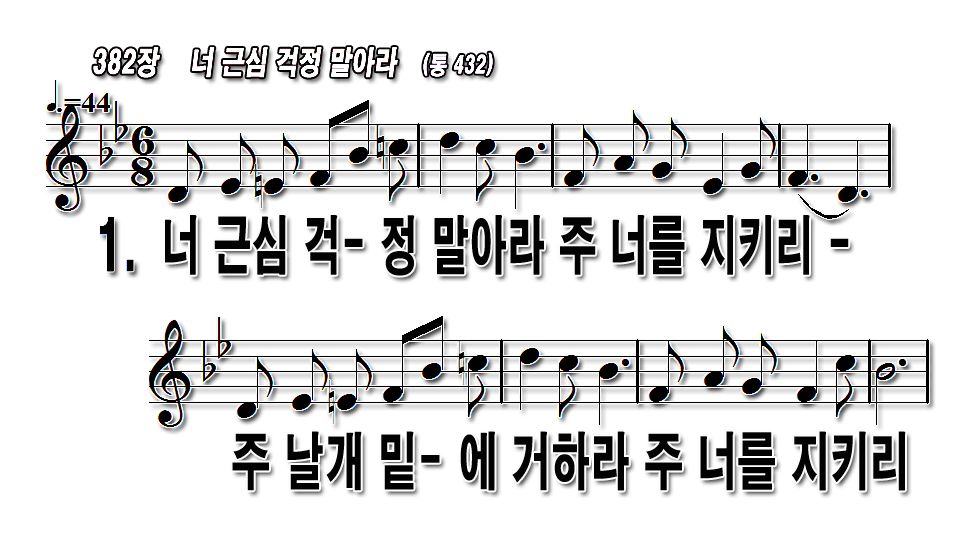 382장 너 근심 걱정 말아라 (통 432)
♩.=44
6
8
1. 너 근심 걱- 정 말아라 주 너를 지키리 -
주 날개 밑- 에 거하라 주 너를 지키리